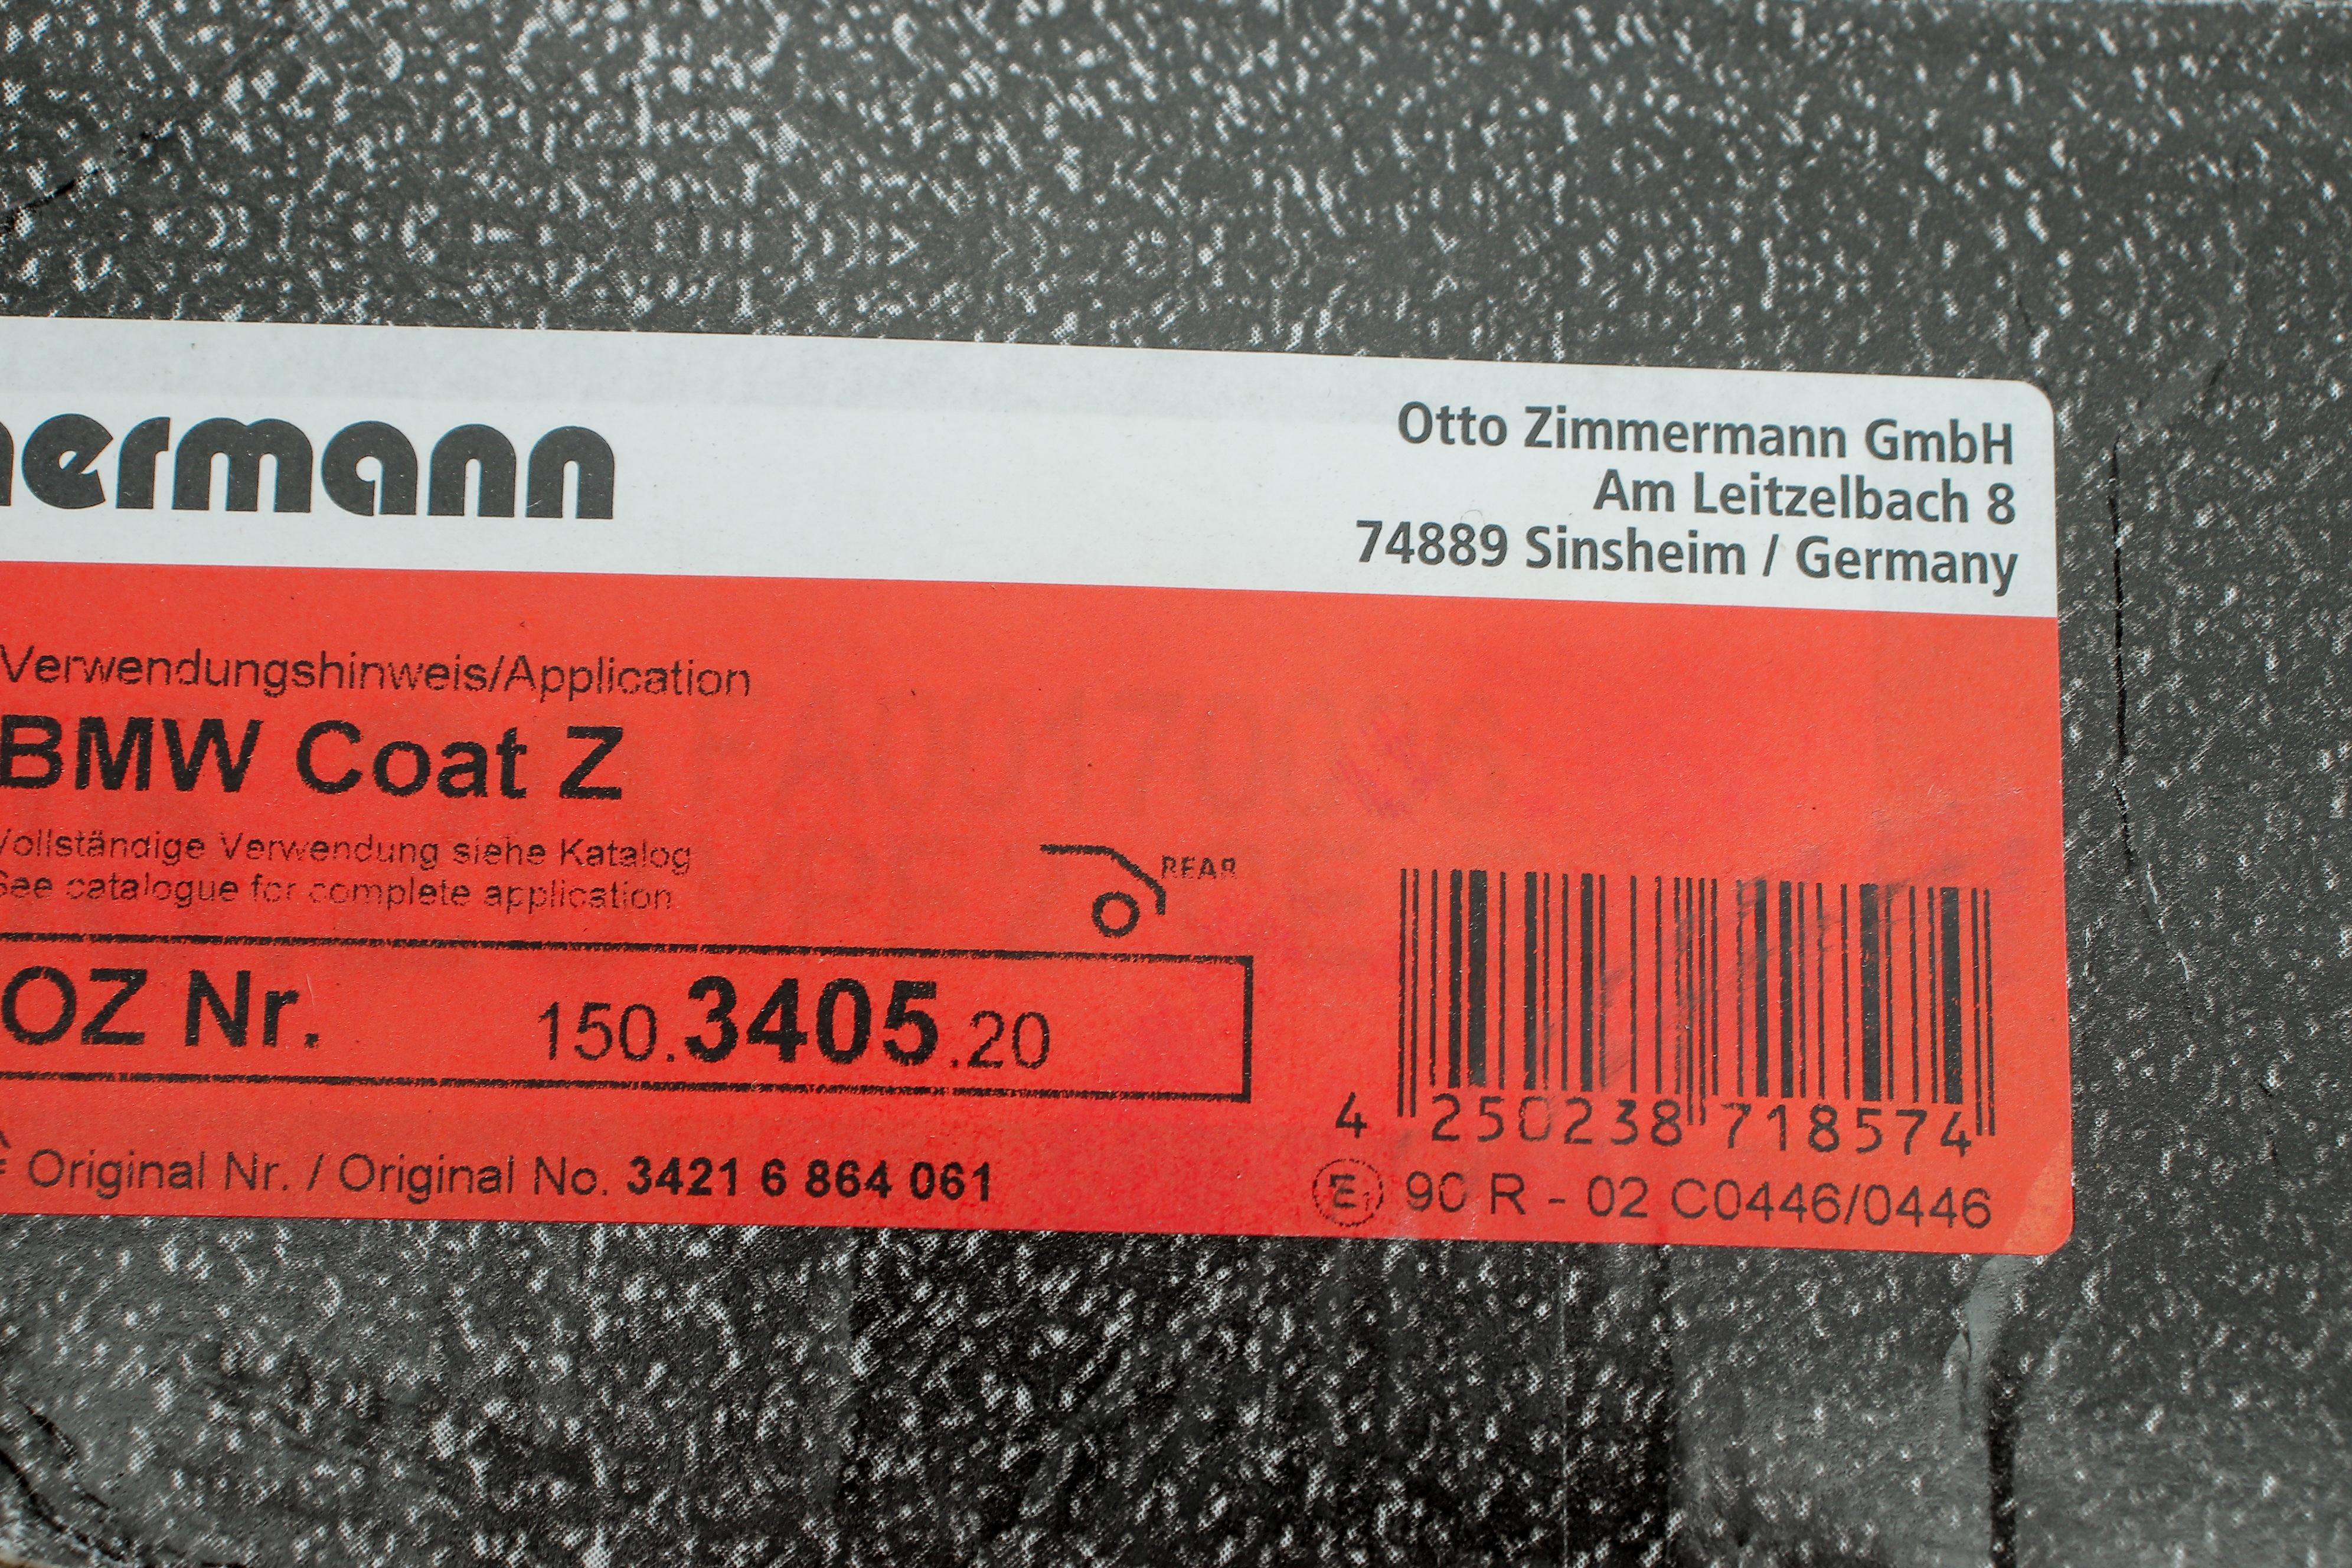 ermann
Otto Zimmermann GmbH
Am Leitzelbach 8
74889 Sinsheim / Germany
Verwendungshinweis/Application
BMW Coat Z
Vollständige Verwendung siehe Katalog
See catalogue for complete application
REAR
OZ Nr. 150.3405.20
Original Nr. / Original No. 3421 6 864 061
4 250238 718574
E1 90 R - 02 C0446/0446